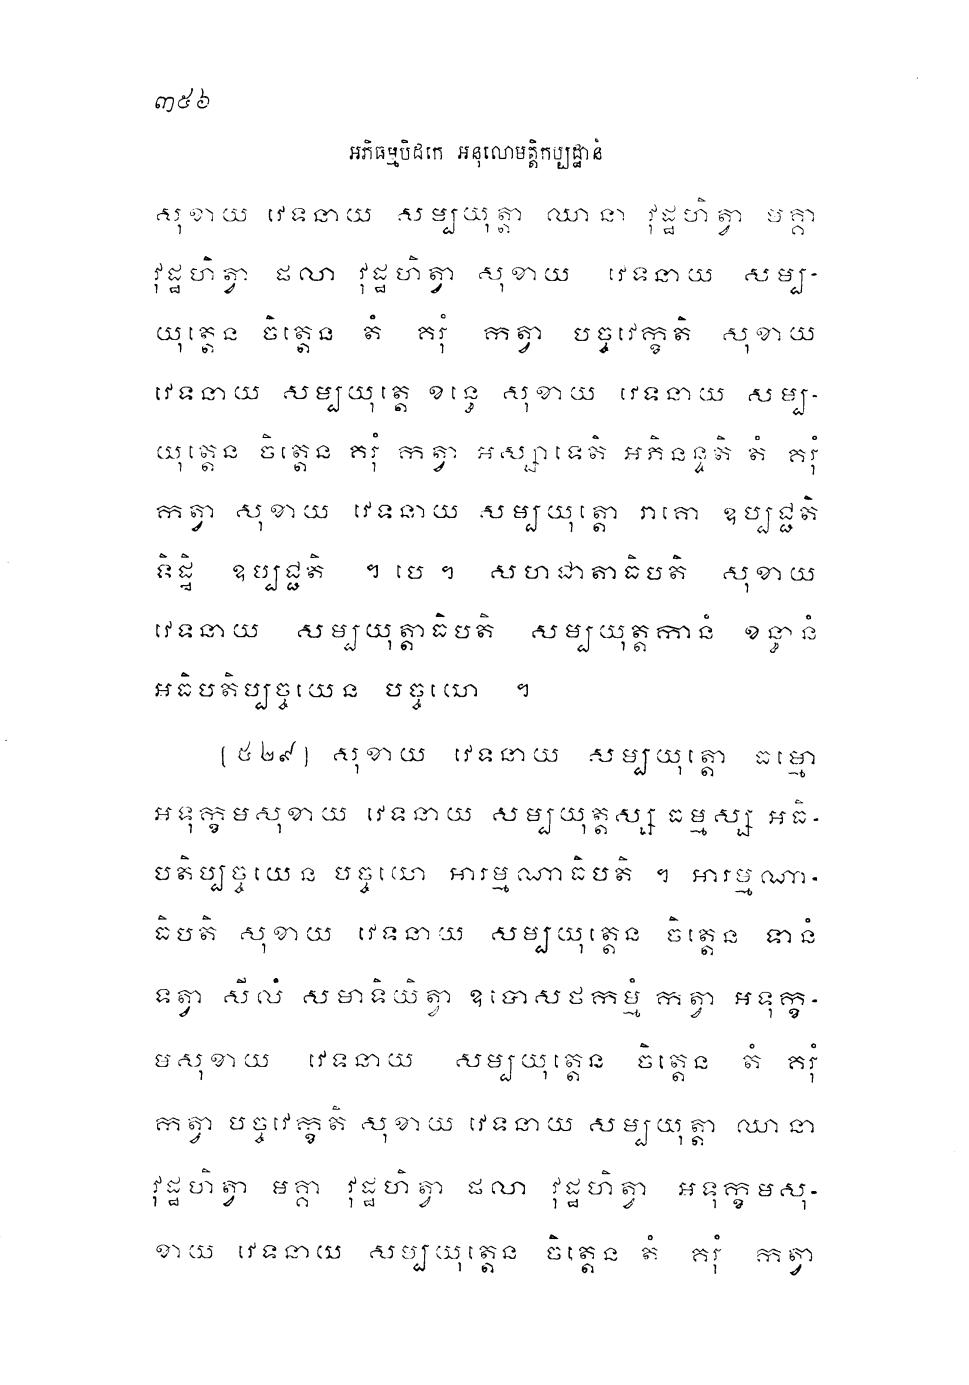 ៣៥៦
អភិធម្មបិដកេ អនុលោមត្តិកប្បដ្ឋានំ
សុខាយ វេទនាយ សម្បយុត្តា ឈានា វុដ្ឋហិត្វា មគ្គា
វុដ្ឋហិត្វា ផលា វុដ្ឋហិត្វា សុខាយ វេទនាយ សម្ប-
យុត្តេន ចិត្តេន តំ គរុំ កត្វា បច្ចវេក្ខតិ សុខាយ
វេទនាយ សម្បយុត្តេ ខន្ធេ សុខាយ វេទនាយ សម្ប-
យុត្តេន ចិត្តេន គរុំ កត្វា អស្សាទេតិ អភិនន្ទតិ តំ គរុំ
កត្វា សុខាយ វេទនាយ សម្បយុត្តោ រាគោ ឧប្បជ្ជតិ
ទិដ្ឋិ ឧប្បជ្ជតិ ។ បេ ។ សហជាតាធិបតិ សុខាយ
វេទនាយ សម្បយុត្តាធិបតិ សម្បយុត្តកានំ ខន្ធានំ
អធិបតិប្បច្ចយេន បច្ចយោ ។
[៥២៩] សុខាយ វេទនាយ សម្បយុត្តោ ធម្មោ
អទុក្ខមសុខាយ វេទនាយ សម្បយុត្តស្ស ធម្មស្ស អធិ-
បតិប្បច្ចយេន បច្ចយោ អារម្មណាធិបតិ ។ អារម្មណា-
ធិបតិ សុខាយ វេទនាយ សម្បយុត្តេន ចិត្តេន ទានំ
ទត្វា សីលំ សមាទិយិត្វា ឧបោសថកម្មំ កត្វា អទុក្ខ-
មសុខាយ វេទនាយ សម្បយុត្តេន ចិត្តេន តំ គរុំ
កត្វា បច្ចវេក្ខតិ សុខាយ វេទនាយ សម្បយុត្តា ឈានា
វុដ្ឋហិត្វា មគ្គា វុដ្ឋហិត្វា ផលា វុដ្ឋហិត្វា អទុក្ខមសុ-
ខាយ វេទនាយ សម្បយុត្តេន ចិត្តេន តំ គរុំ កត្វា